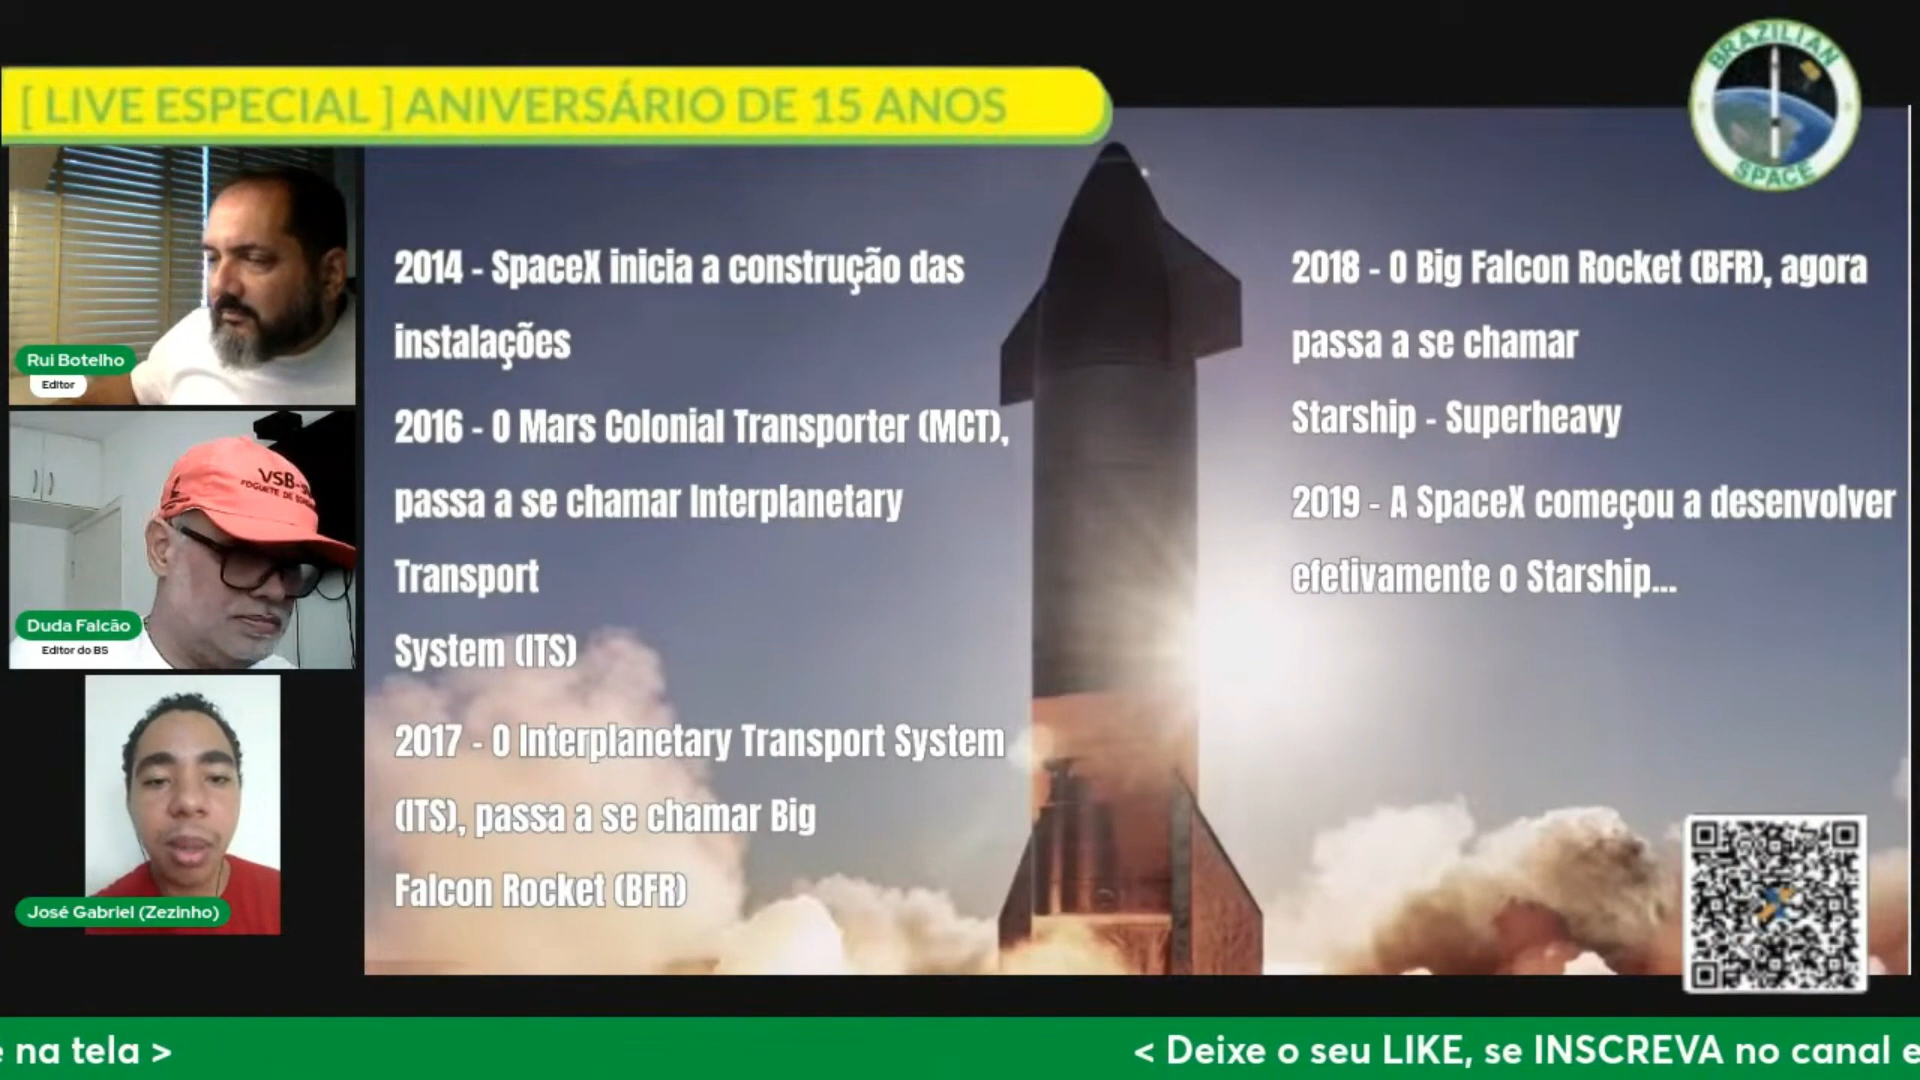 [ LIVE ESPECIAL ] ANIVERSÁRIO DE 15 ANOS
BRAZILIAN
SPACE
Rui Botelho
Editor
VSB-
FOGUETE DE
Duda Falcão
Editor do BS
José Gabriel (Zezinho)
2014 - SpaceX inicia a construção das
instalações
2016 - O Mars Colonial Transporter (MCT),
passa a se chamar Interplanetary
Transport
System (ITS)
2017 - O Interplanetary Transport System
(ITS), passa a se chamar Big
Falcon Rocket (BFR)
2018 - O Big Falcon Rocket (BFR), agora
passa a se chamar
Starship - Superheavy
2019 - A SpaceX começou a desenvolver
efetivamente o Starship...
e na tela >
< Deixe o seu LIKE, se INSCREVA no canal e